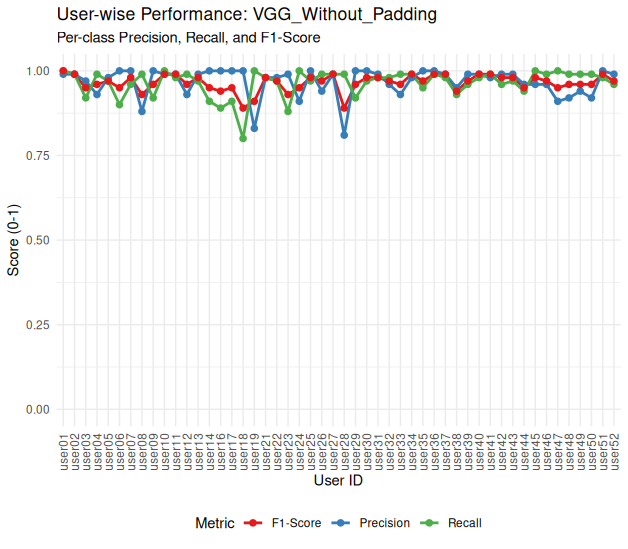 User-wise Performance: VGG_Without_Padding
Per-class Precision, Recall, and F1-Score
1.00
0.75
0.50
0.25
0.00
Score (0-1)
user01
user02
user03
user04
user05
user06
user07
user08
user09
user10
user11
user12
user13
user14
user16
user17
user18
user19
user21
user22
user23
user24
user25
user26
user27
user28
user29
user30
user31
user32
user33
user34
user35
user36
user37
user38
user39
user40
user41
user42
user43
user44
user45
user46
user47
user48
user49
user50
user51
user52
User ID
Metric F1-Score Precision Recall